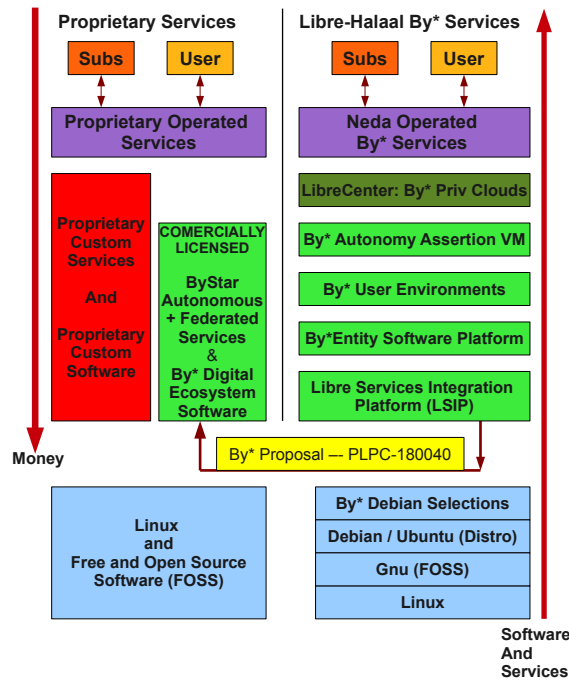 Proprietary Services
Libre-Halaal By* Services
Subs
User
Subs
User
Proprietary Operated
Services
Neda Operated
By* Services
Proprietary
Custom
Services
And
Proprietary
Custom
Software
COMERCIALLY
LICENSED
ByStar
Autonomous
+ Federated
Services
&
By* Digital
Ecosystem
Software
LibreCenter: By* Priv Clouds
By* Autonomy Assertion VM
By* User Environments
By*Entity Software Platform
Libre Services Integration
Platform (LSIP)
Money
By* Proposal –- PLPC-180040
Linux
and
Free and Open Source
Software (FOSS)
By* Debian Selections
Debian / Ubuntu (Distro)
Gnu (FOSS)
Linux
Software
And
Services